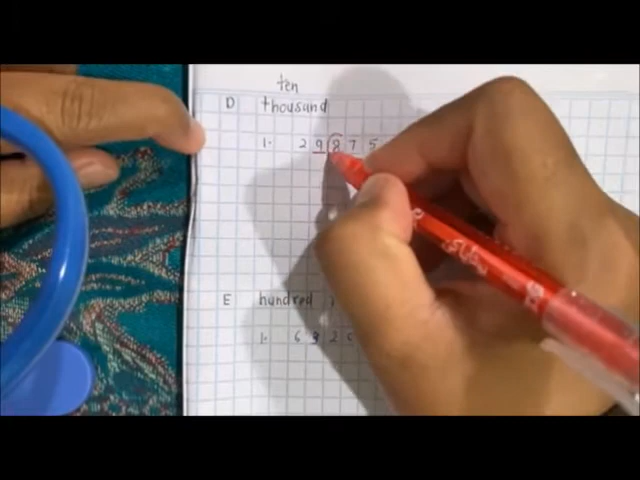 ten
D thousand
1. 2 9 8 7 5
E hundred
1. 6 3 2